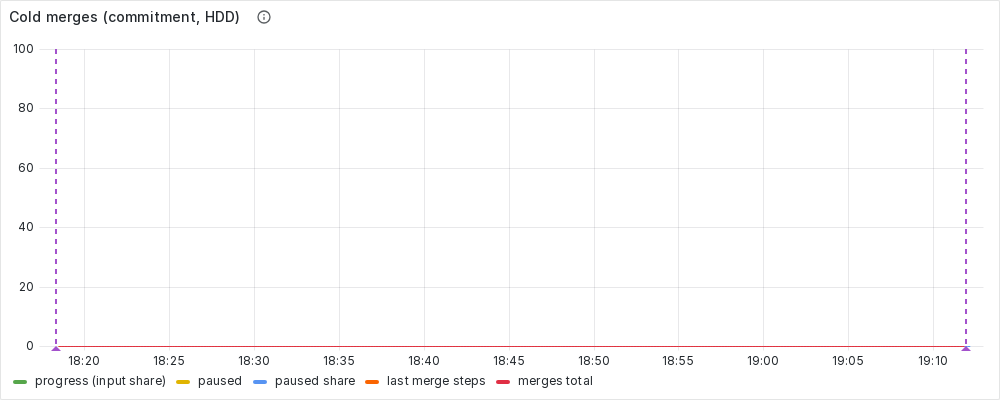 Cold merges (commitment, HDD)
100
80
60
40
20
0
18:20 18:25 18:30 18:35 18:40 18:45 18:50 18:55 19:00 19:05 19:10
progress (input share) paused paused share last merge steps merges total